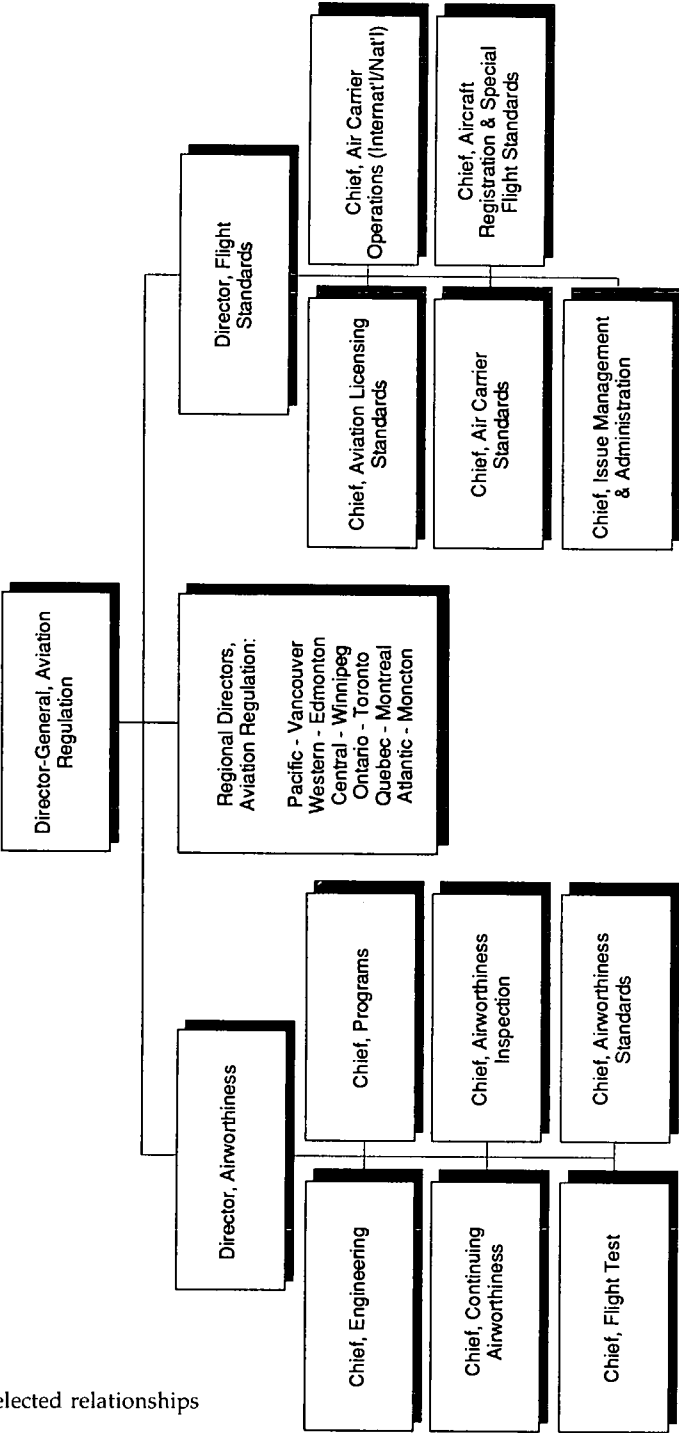 Director-General, Aviation
Regulation
Director, Airworthiness
Regional Directors,
Aviation Regulation:
Pacific - Vancouver
Western - Edmonton
Central - Winnipeg
Ontario - Toronto
Quebec - Montreal
Atlantic - Moncton
Director, Flight
Standards
Chief, Engineering
Chief, Programs
Chief, Continuing
Airworthiness
Chief, Airworthiness
Inspection
Chief, Flight Test
Chief, Airworthiness
Standards
Chief, Aviation Licensing
Standards
Chief, Air Carrier
Operations (Internat'l/Nat'l)
Chief, Air Carrier
Standards
Chief, Aircraft
Registration & Special
Flight Standards
Chief, Issue Management
& Administration
elected relationships